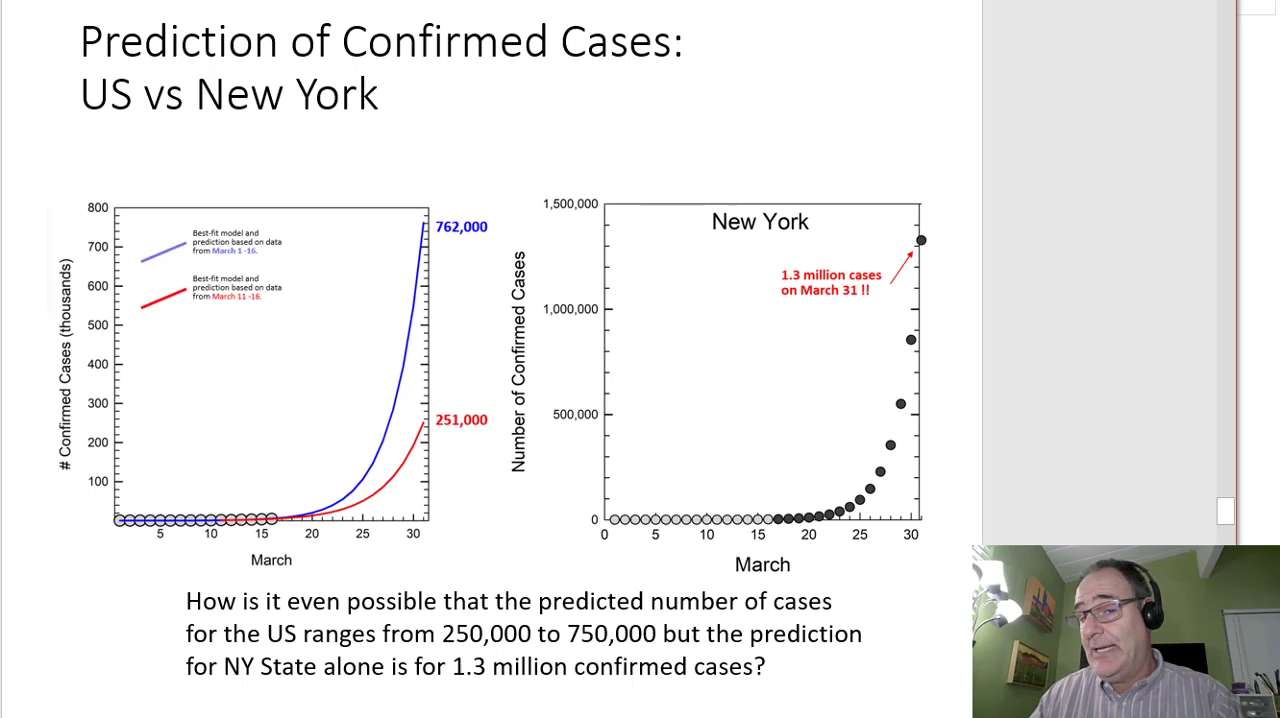 Prediction of Confirmed Cases:
US vs New York
800
700
600
500
400
300
200
100
# Confirmed Cases (thousands)
Best-fit model and
prediction based on data
from March 1 -16.
Best-fit model and
prediction based on data
from March 11 -16.
762,000
251,000
5
10
15
20
25
30
March
New York
1,500,000
1,000,000
500,000
0
Number of Confirmed Cases
1.3 million cases
on March 31 !!
0
5
10
15
20
25
30
March
How is it even possible that the predicted number of cases
for the US ranges from 250,000 to 750,000 but the prediction
for NY State alone is for 1.3 million confirmed cases?